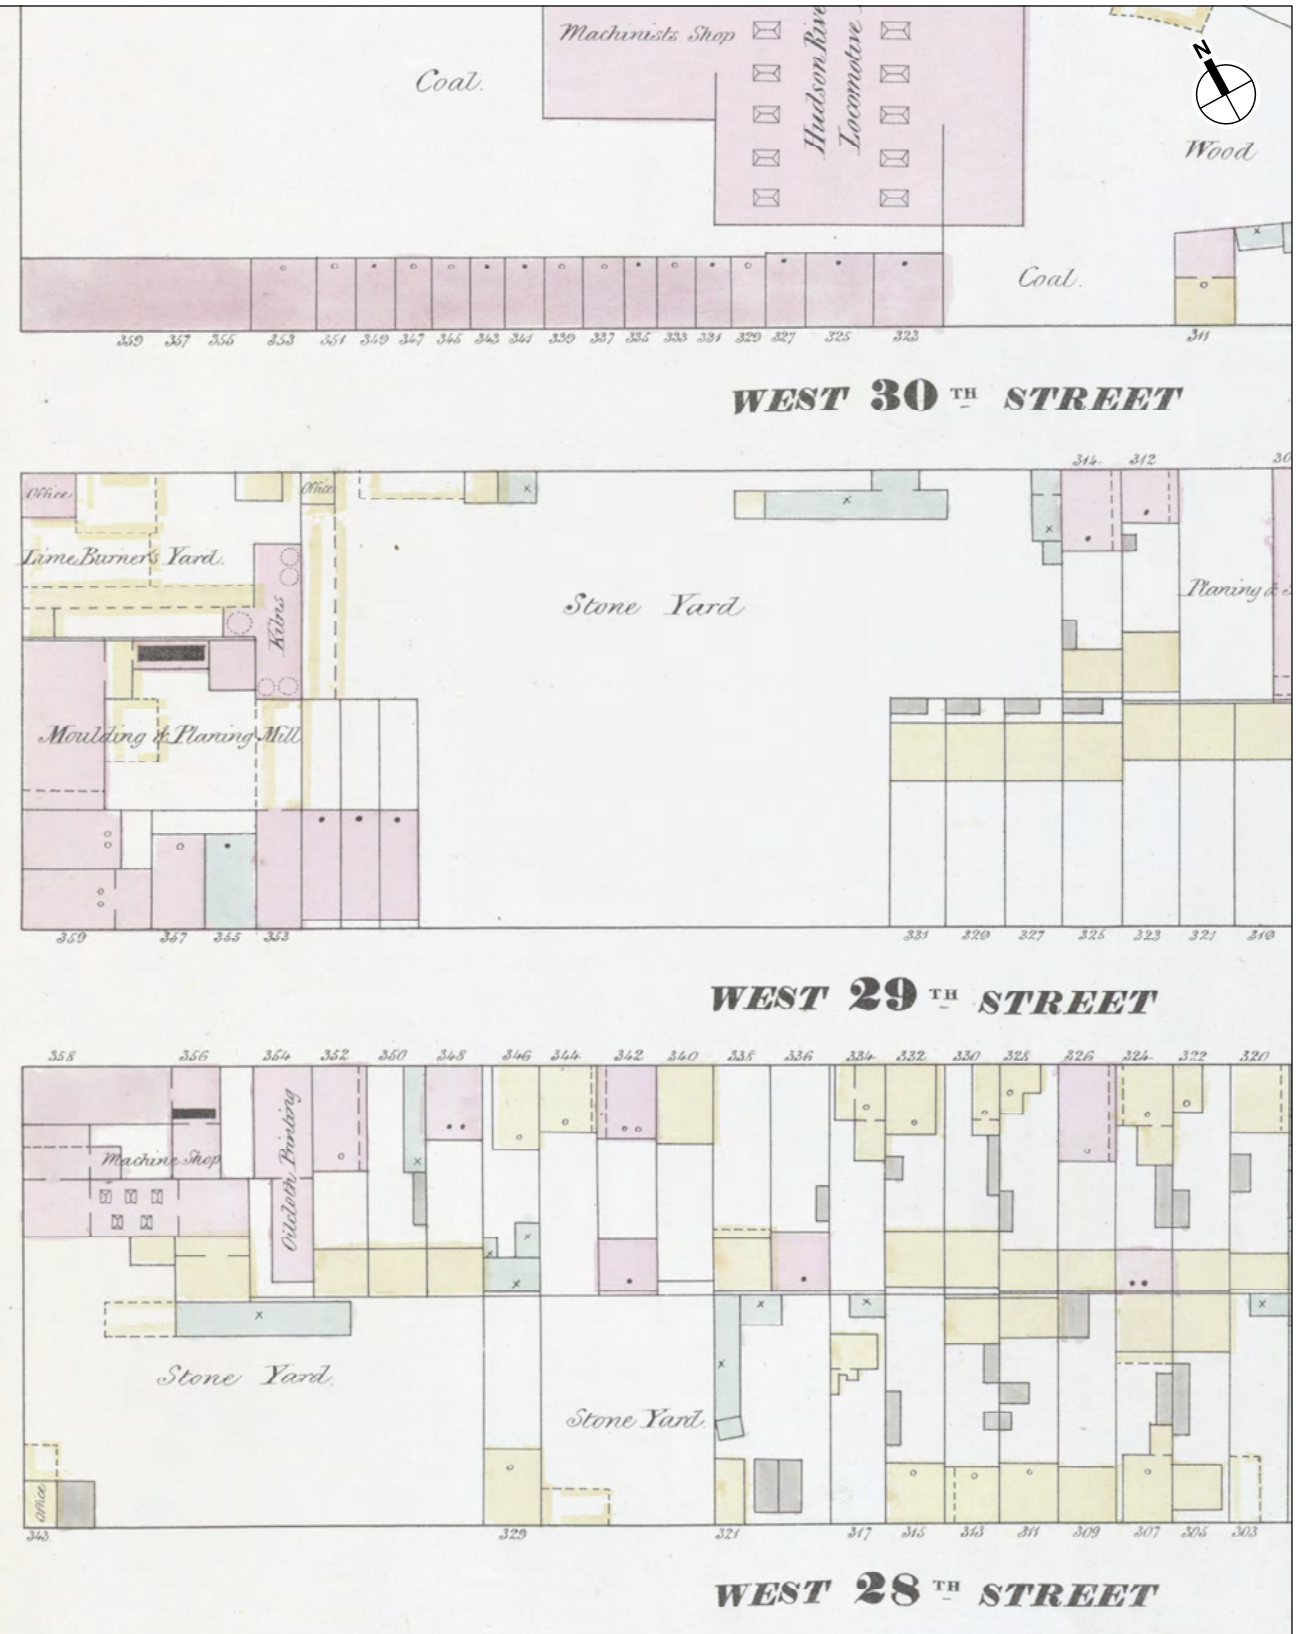 Machinists Shop
Hudson Rive
Locomotive
Coal.
N
Wood
Coal.
359 357 355 353 351 349 347 345 343 341 339 337 335 333 331 329 327 325 323 311
WEST 30TH STREET
314 312 30
Office
Office
Lime Burner's Yard.
Kilns
Stone Yard
Planing &
Moulding & Planing Mill
359 357 355 353 331 329 327 325 323 321 319
WEST 29TH STREET
358 356 354 352 350 348 346 344 342 340 338 336 334 332 330 328 326 324 322 320
Oilcloth Printing
Machine Shop
Stone Yard.
Stone Yard.
Office
343 329 321 317 315 313 311 309 307 305 303
WEST 28TH STREET